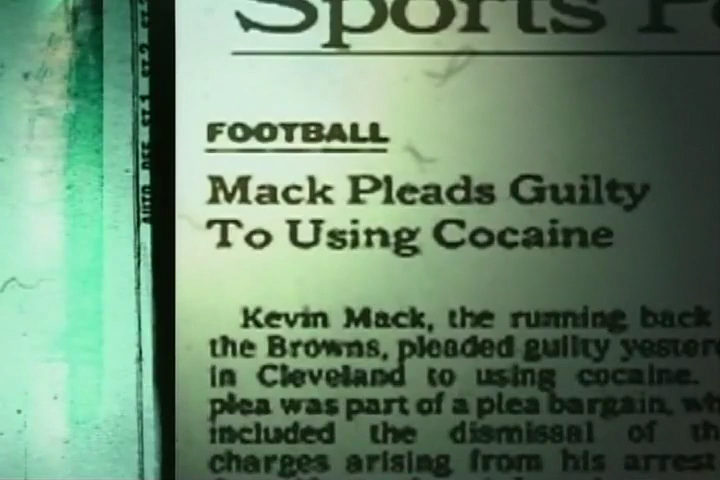 Sports
FOOTBALL
Mack Pleads Guilty
To Using Cocaine
Kevin Mack, the running back
the Browns, pleaded guilty
in Cleveland to using cocaine.
plea was part of a plea bargain,
included the dismissal of
charges arising from his arrest